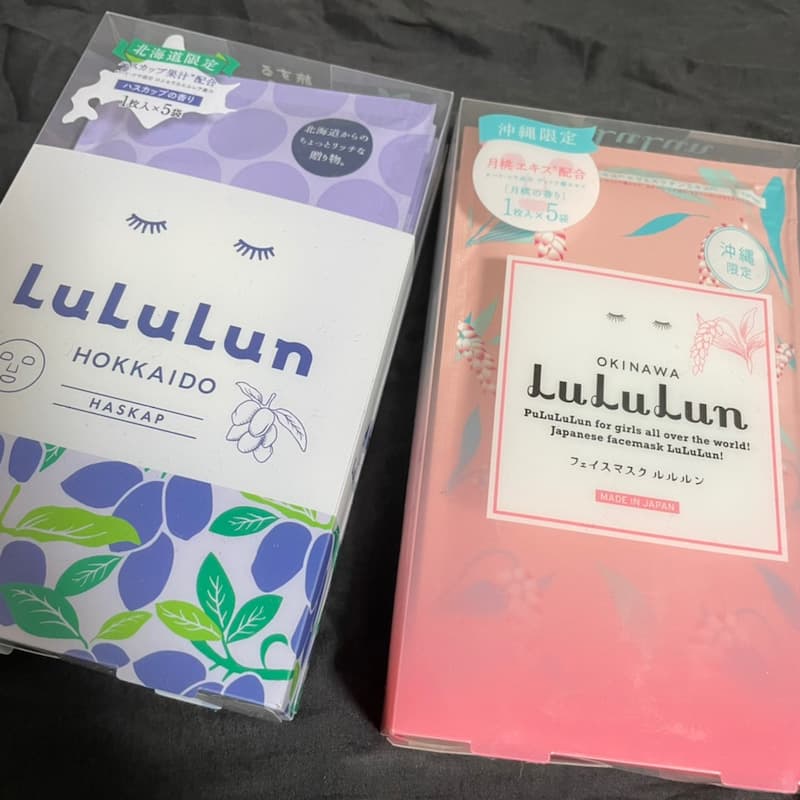 北海道限定
ハスカップ果汁*配合
ハスカップの香り
1枚入×5袋
旅する
北海道からの
ちょっとリッチな
贈り物。
LuLuLun
HOKKAIDO
HASKAP
沖縄限定
月桃エキス*配合
[月桃の香り]
1枚入×5袋
沖縄
限定
OKINAWA
LuLuLun
PuLuLuLun for girls all over the world!
Japanese facemask LuLuLun!
フェイスマスク ルルルン
MADE IN JAPAN